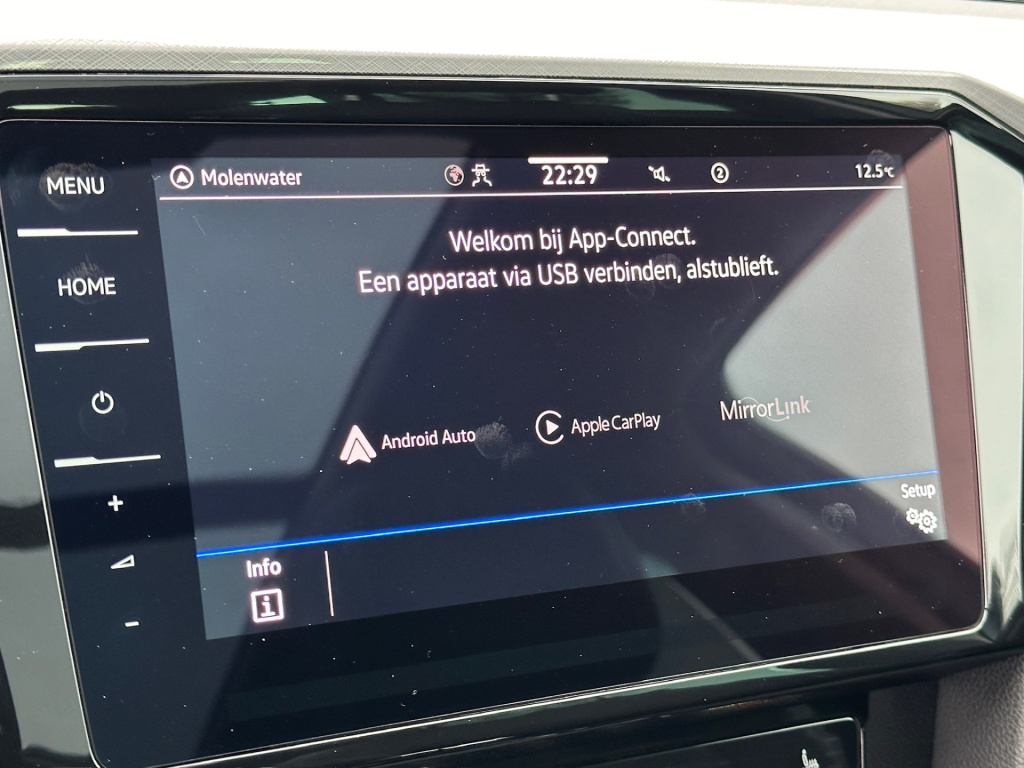 MENU
Molenwater
22:29
2
12.5°C
HOME
Welkom bij App-Connect.
Een apparaat via USB verbinden, alstublieft.
Android Auto
Apple CarPlay
MirrorLink
+
-
Setup
Info
i